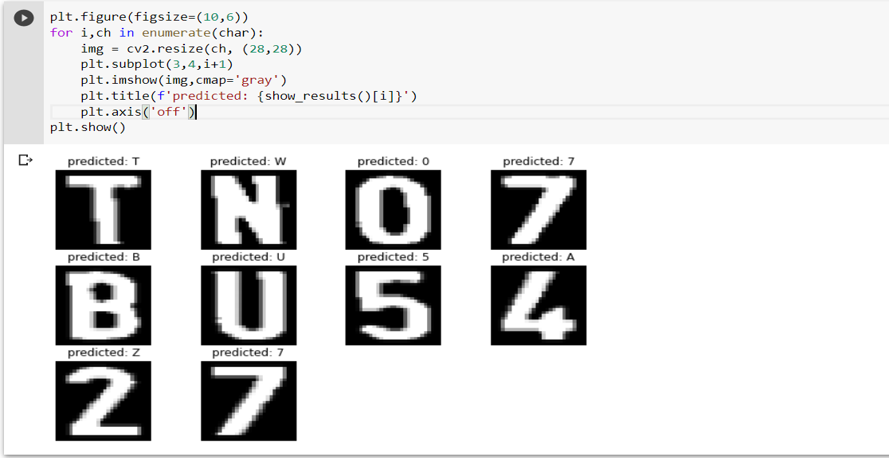 plt.figure(figsize=(10,6))
for i,ch in enumerate(char):
    img = cv2.resize(ch, (28,28))
    plt.subplot(3,4,i+1)
    plt.imshow(img,cmap='gray')
    plt.title(f'predicted: {show_results()[i]}')
    plt.axis('off')
plt.show()
predicted: T predicted: W predicted: 0 predicted: 7
T N 0 7
predicted: B predicted: U predicted: 5 predicted: A
B U 5 4
predicted: Z predicted: 7
2 7